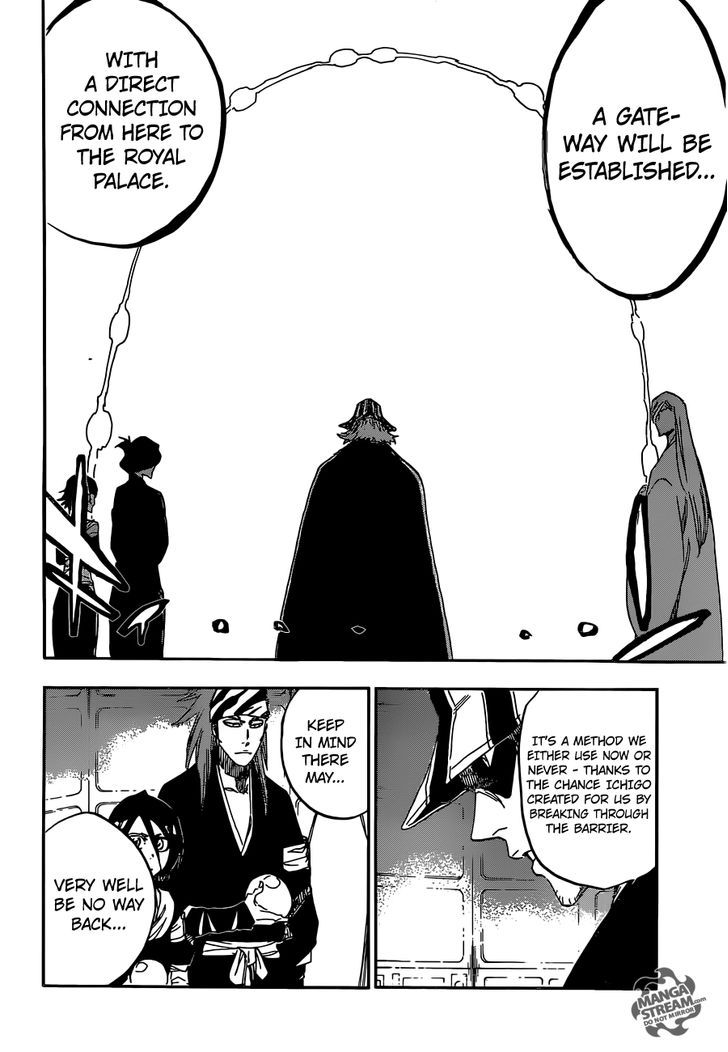 A GATE-
WAY WILL BE
ESTABLISHED...
WITH
A DIRECT
CONNECTION
FROM HERE TO
THE ROYAL
PALACE.
IT'S A METHOD WE
EITHER USE NOW OR
NEVER - THANKS TO
THE CHANCE ICHIGO
CREATED FOR US BY
BREAKING THROUGH
THE BARRIER.
KEEP
IN MIND
THERE
MAY...
VERY WELL
BE NO WAY
BACK...
MANGA
STREAM.COM
DO NOT MIRROR!